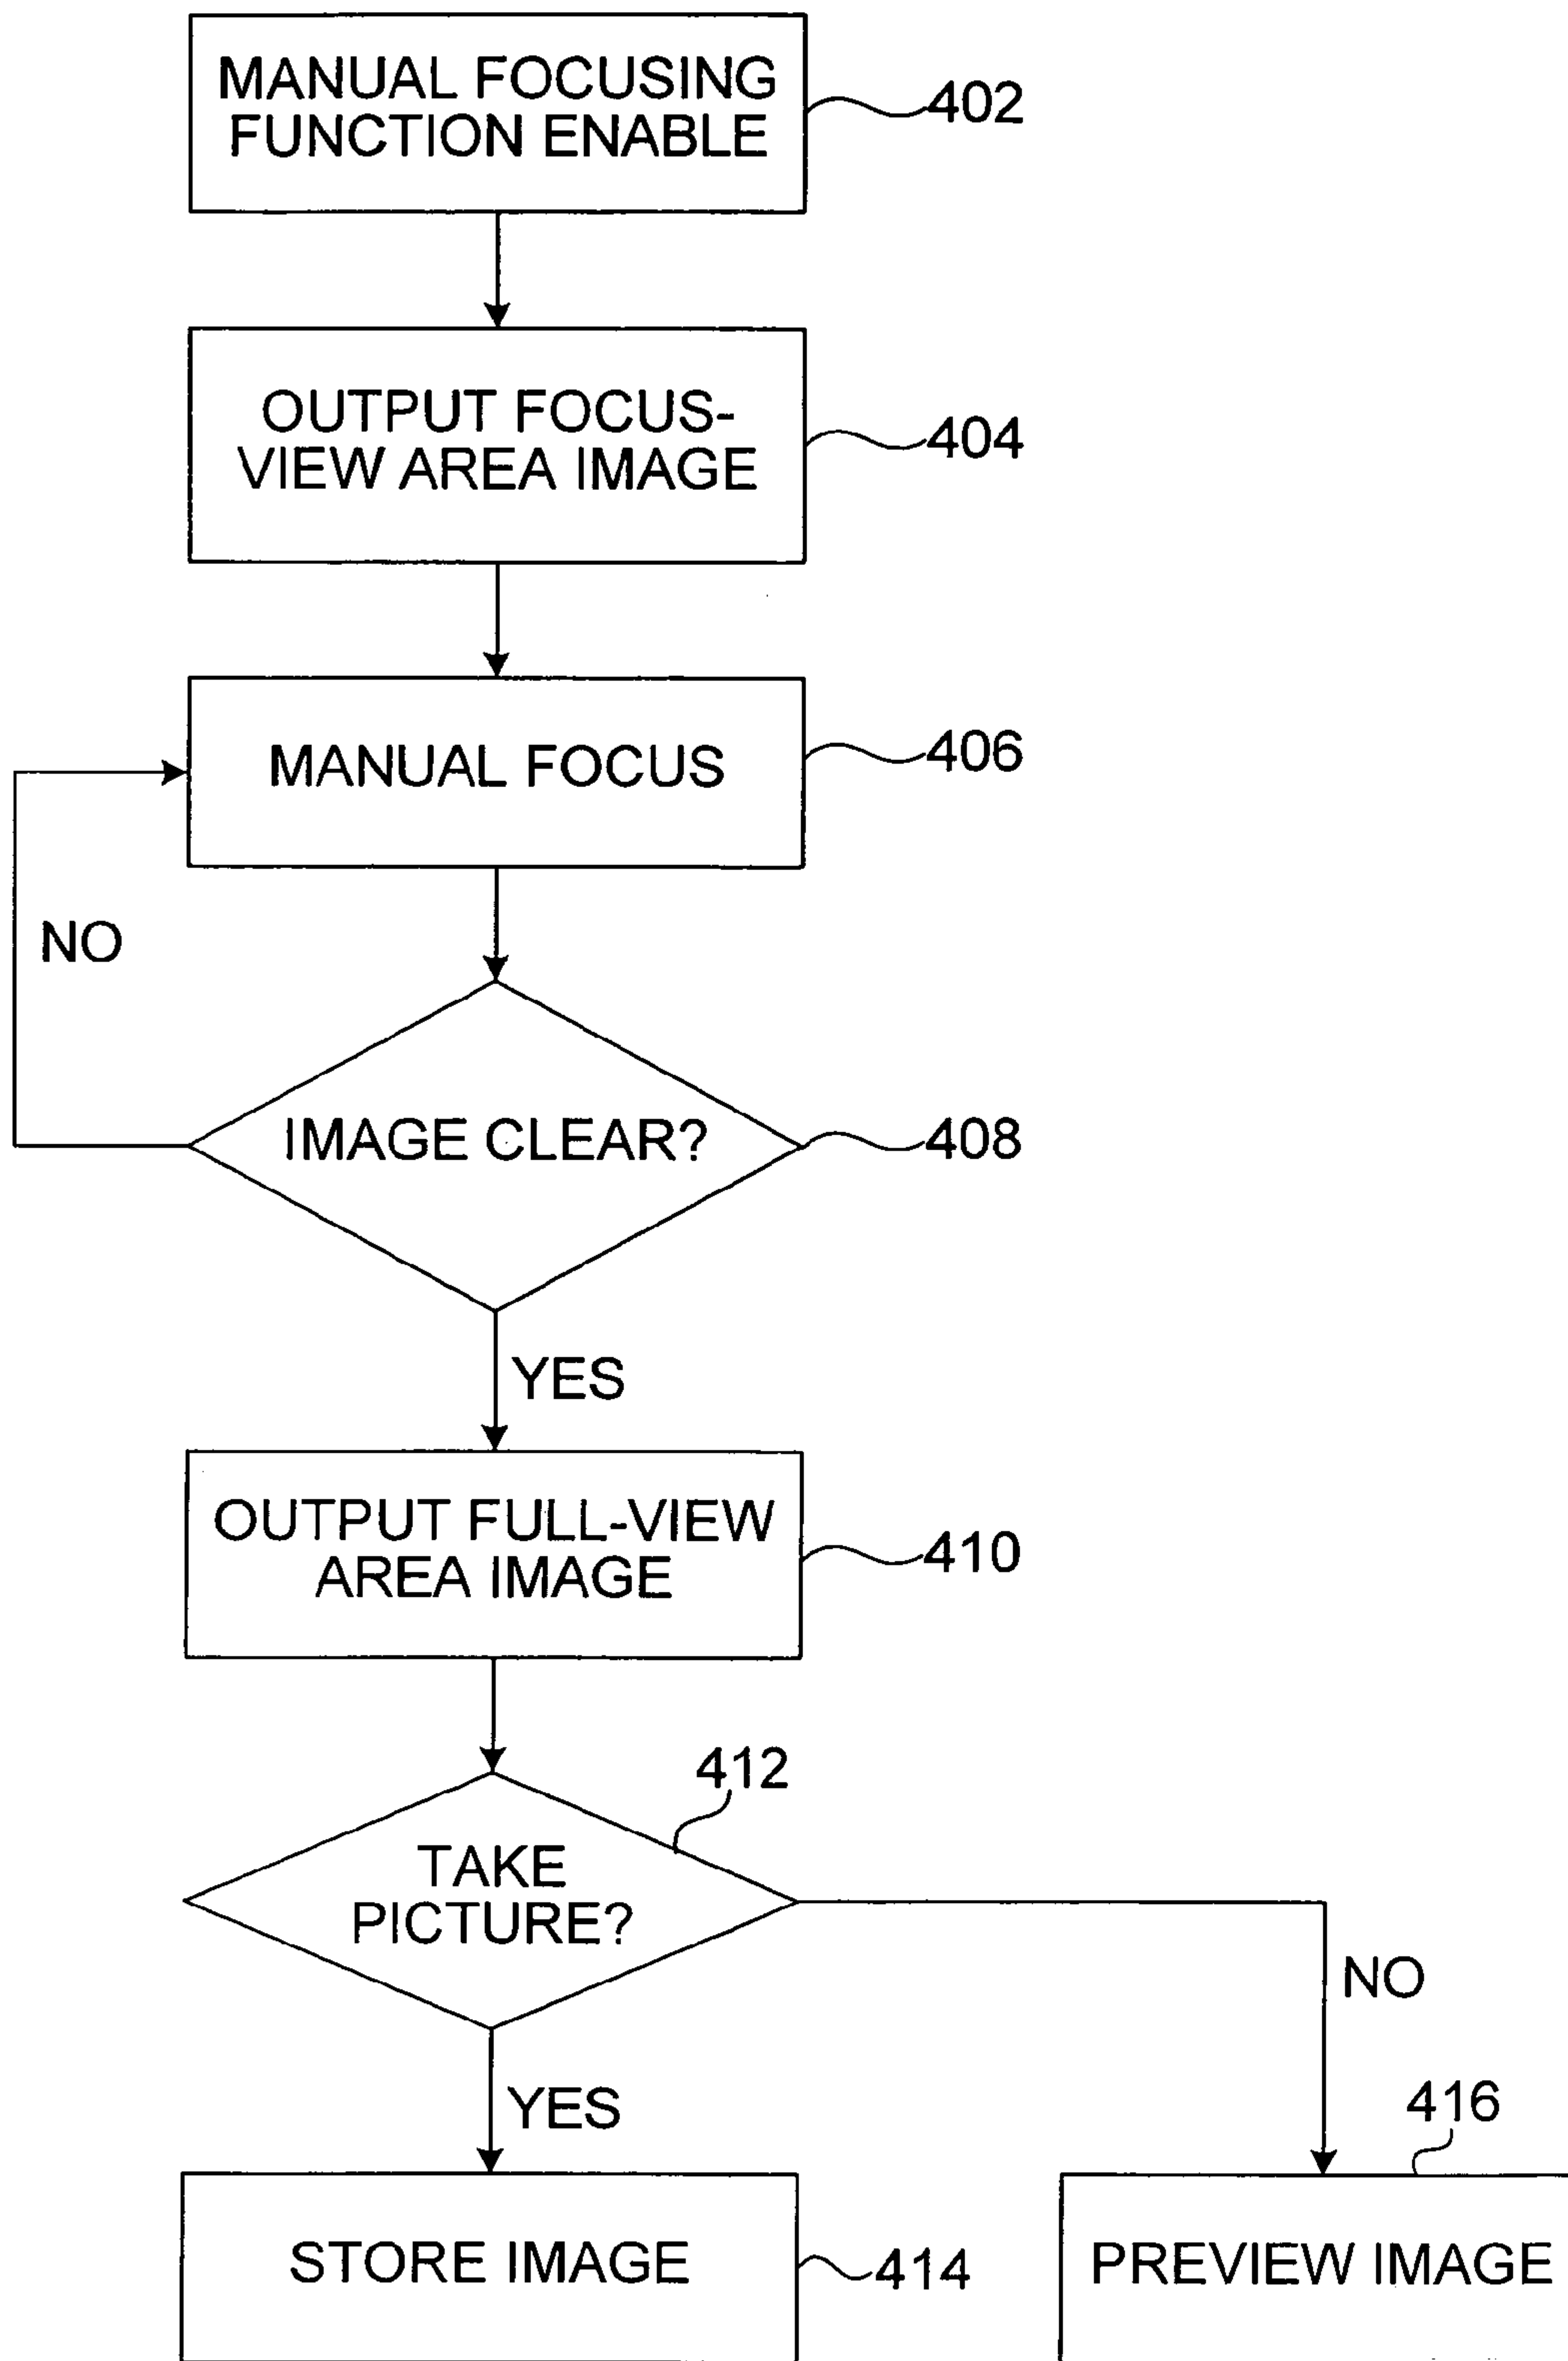 MANUAL FOCUSING
FUNCTION ENABLE
402
OUTPUT FOCUS-
VIEW AREA IMAGE
404
MANUAL FOCUS
406
NO
IMAGE CLEAR?
408
YES
OUTPUT FULL-VIEW
AREA IMAGE
410
412
TAKE
PICTURE?
NO
YES
416
STORE IMAGE
414
PREVIEW IMAGE